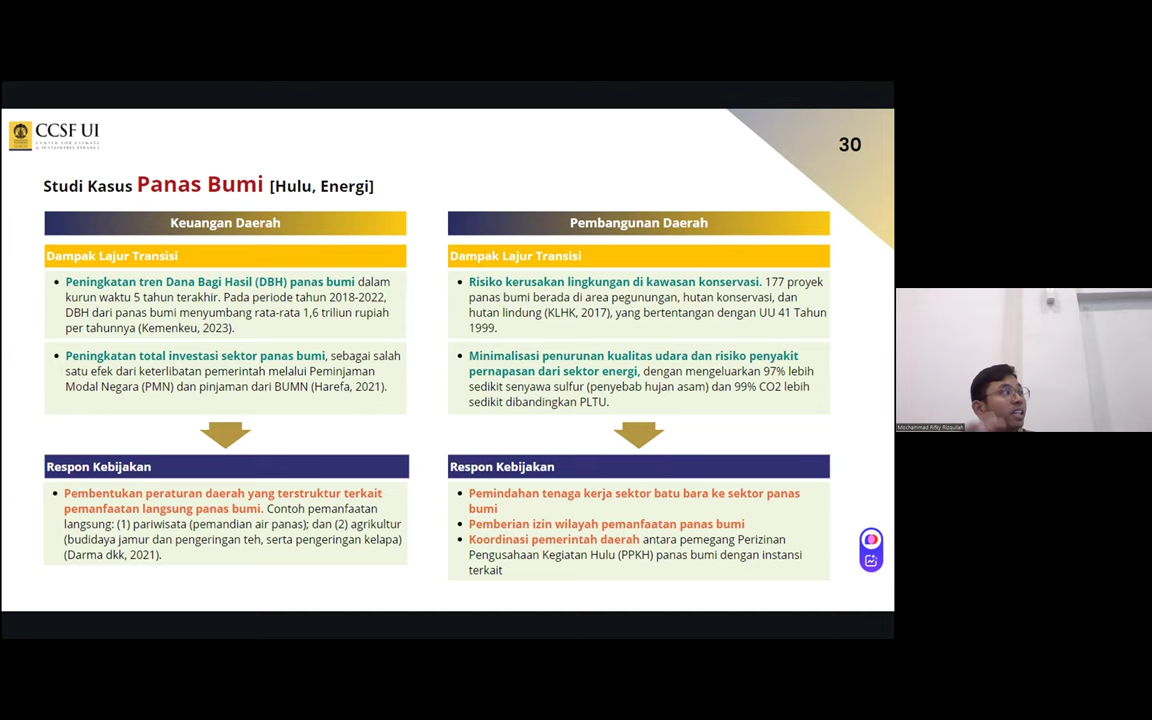 CCSF UI
CENTER FOR CLIMATE
& SUSTAINABLE FINANCE
30
Studi Kasus Panas Bumi [Hulu, Energi]
Keuangan Daerah
Dampak Lajur Transisi
• Peningkatan tren Dana Bagi Hasil (DBH) panas bumi dalam
kurun waktu 5 tahun terakhir. Pada periode tahun 2018-2022,
DBH dari panas bumi menyumbang rata-rata 1,6 triliun rupiah
per tahunnya (Kemenkeu, 2023).
• Peningkatan total investasi sektor panas bumi, sebagai salah
satu efek dari keterlibatan pemerintah melalui Peminjaman
Modal Negara (PMN) dan pinjaman dari BUMN (Harefa, 2021).
Respon Kebijakan
• Pembentukan peraturan daerah yang terstruktur terkait
pemanfaatan langsung panas bumi. Contoh pemanfaatan
langsung: (1) pariwisata (pemandian air panas); dan (2) agrikultur
(budidaya jamur dan pengeringan teh, serta pengeringan kelapa)
(Darma dkk, 2021).
Pembangunan Daerah
Dampak Lajur Transisi
• Risiko kerusakan lingkungan di kawasan konservasi. 177 proyek
panas bumi berada di area pegunungan, hutan konservasi, dan
hutan lindung (KLHK, 2017), yang bertentangan dengan UU 41 Tahun
1999.
• Minimalisasi penurunan kualitas udara dan risiko penyakit
pernapasan dari sektor energi, dengan mengeluarkan 97% lebih
sedikit senyawa sulfur (penyebab hujan asam) dan 99% CO2 lebih
sedikit dibandingkan PLTU.
Respon Kebijakan
• Pemindahan tenaga kerja sektor batu bara ke sektor panas
bumi
• Pemberian izin wilayah pemanfaatan panas bumi
• Koordinasi pemerintah daerah antara pemegang Perizinan
Pengusahaan Kegiatan Hulu (PPKH) panas bumi dengan instansi
terkait
Mochammad Rifky Rizqullah